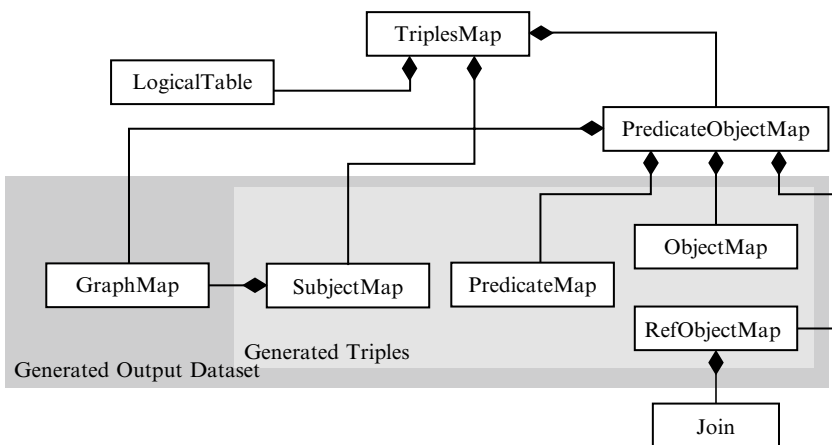 TriplesMap
LogicalTable
PredicateObjectMap
ObjectMap
GraphMap
SubjectMap
PredicateMap
RefObjectMap
Generated Triples
Generated Output Dataset
Join